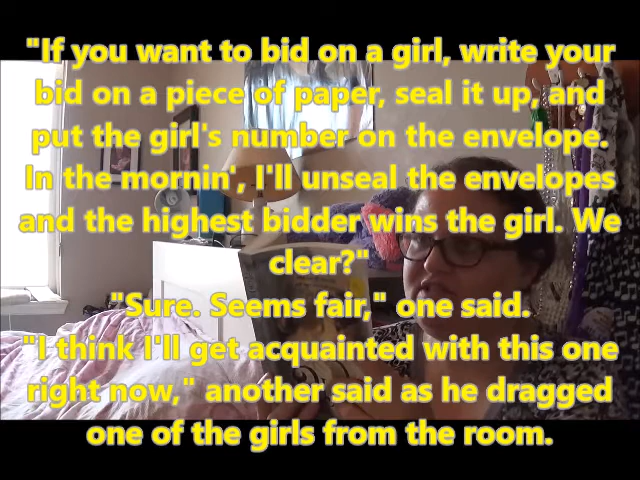 "If you want to bid on a girl, write your
bid on a piece of paper, seal it up, and
put the girl's number on the envelope.
In the mornin', I'll unseal the envelopes
and the highest bidder wins the girl. We
clear?"
"Sure. Seems fair," one said.
"I think I'll get acquainted with this one
right now," another said as he dragged
one of the girls from the room.